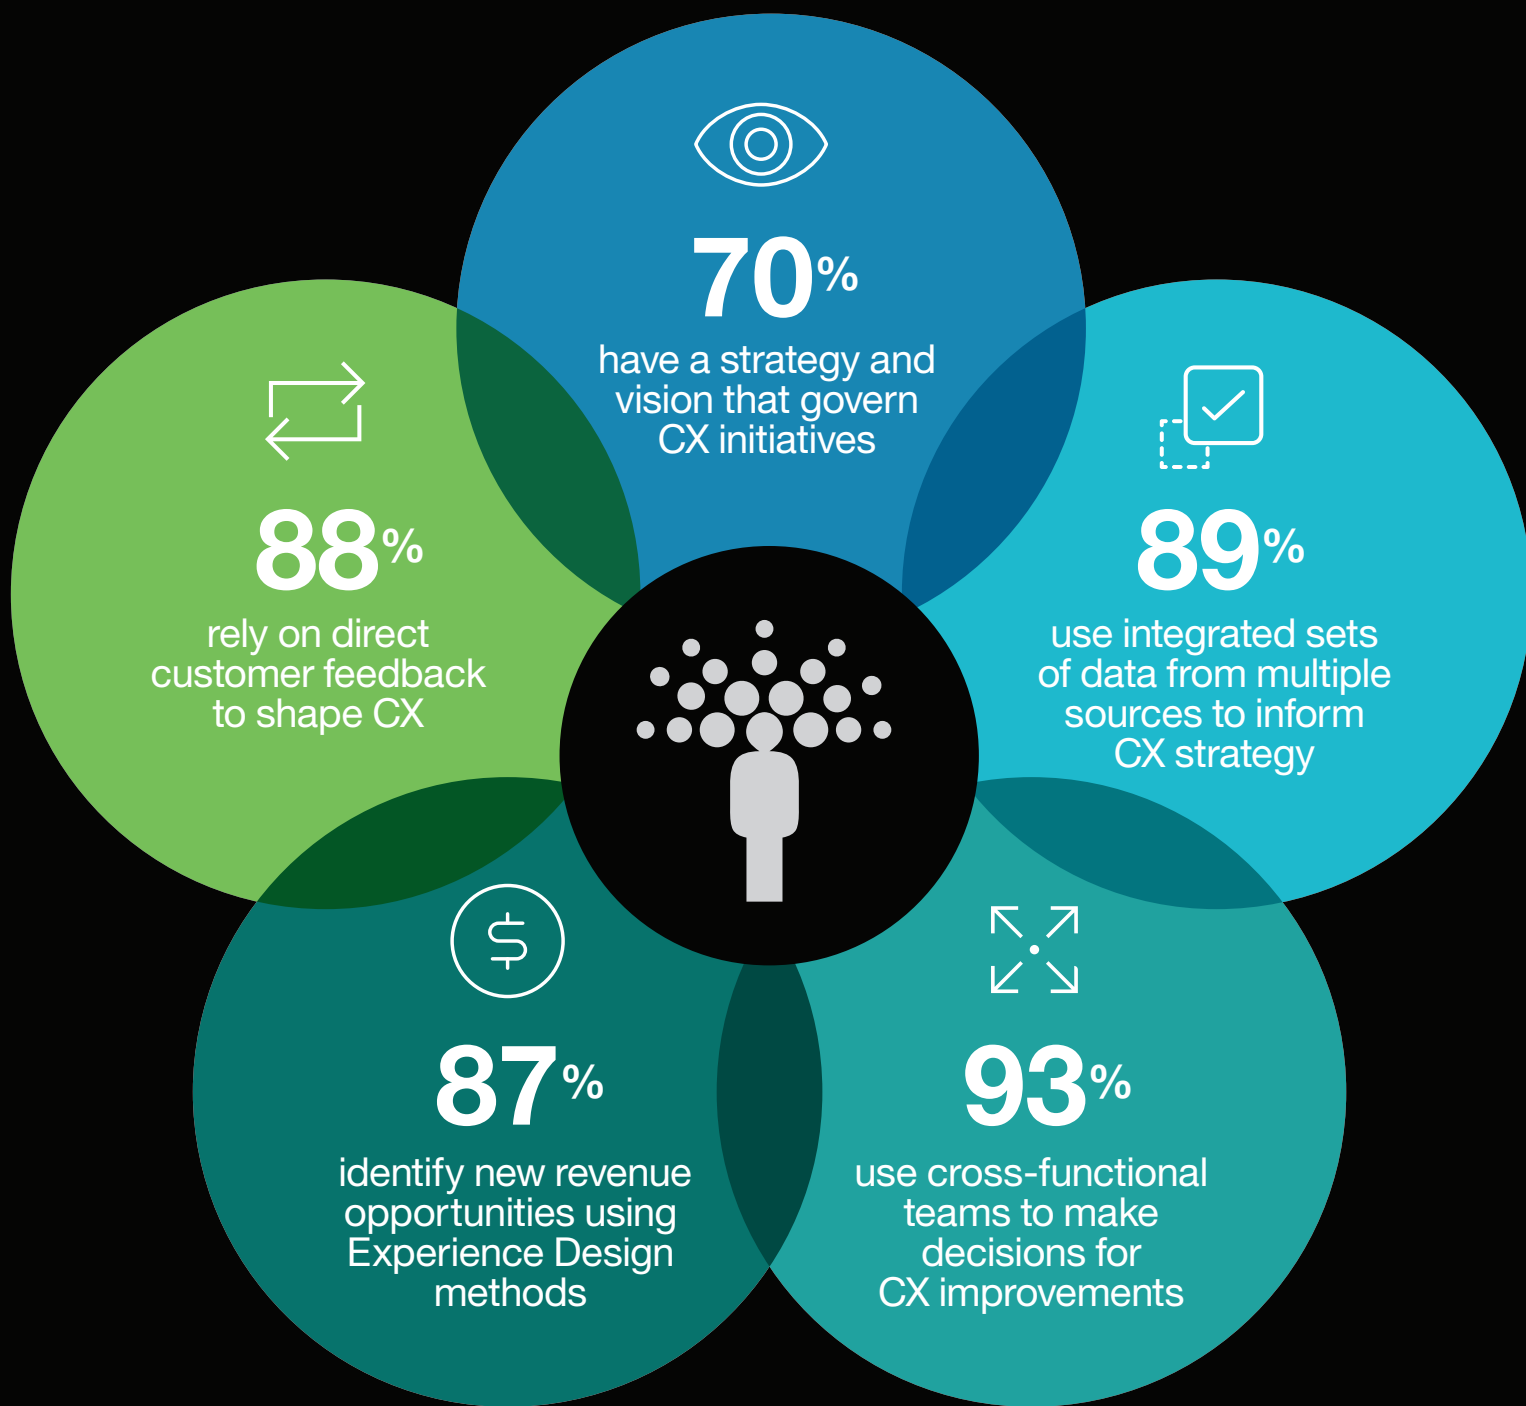 70%
have a strategy and
vision that govern
CX initiatives
88%
rely on direct
customer feedback
to shape CX
89%
use integrated sets
of data from multiple
sources to inform
CX strategy
87%
identify new revenue
opportunities using
Experience Design
methods
93%
use cross-functional
teams to make
decisions for
CX improvements